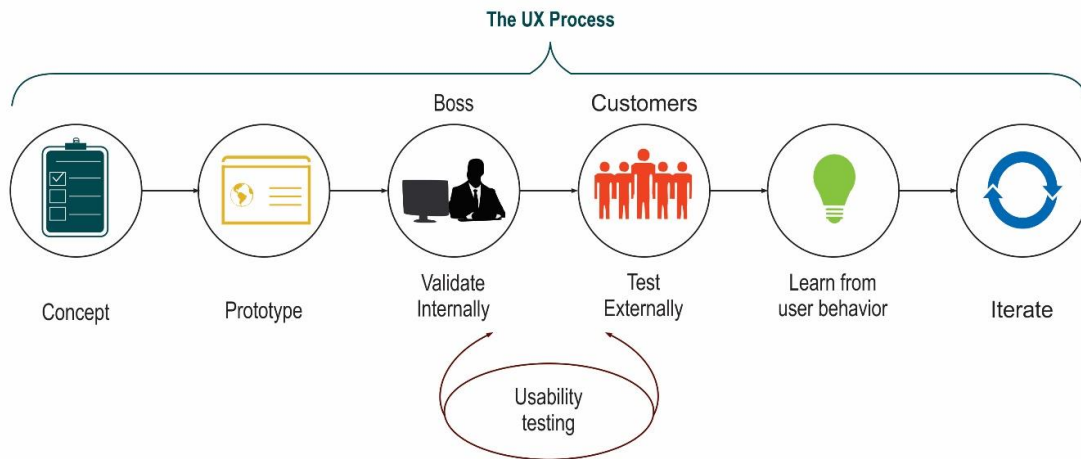 The UX Process
Boss
Customers
Concept
Prototype
Validate
Internally
Test
Externally
Learn from
user behavior
Iterate
Usability
testing